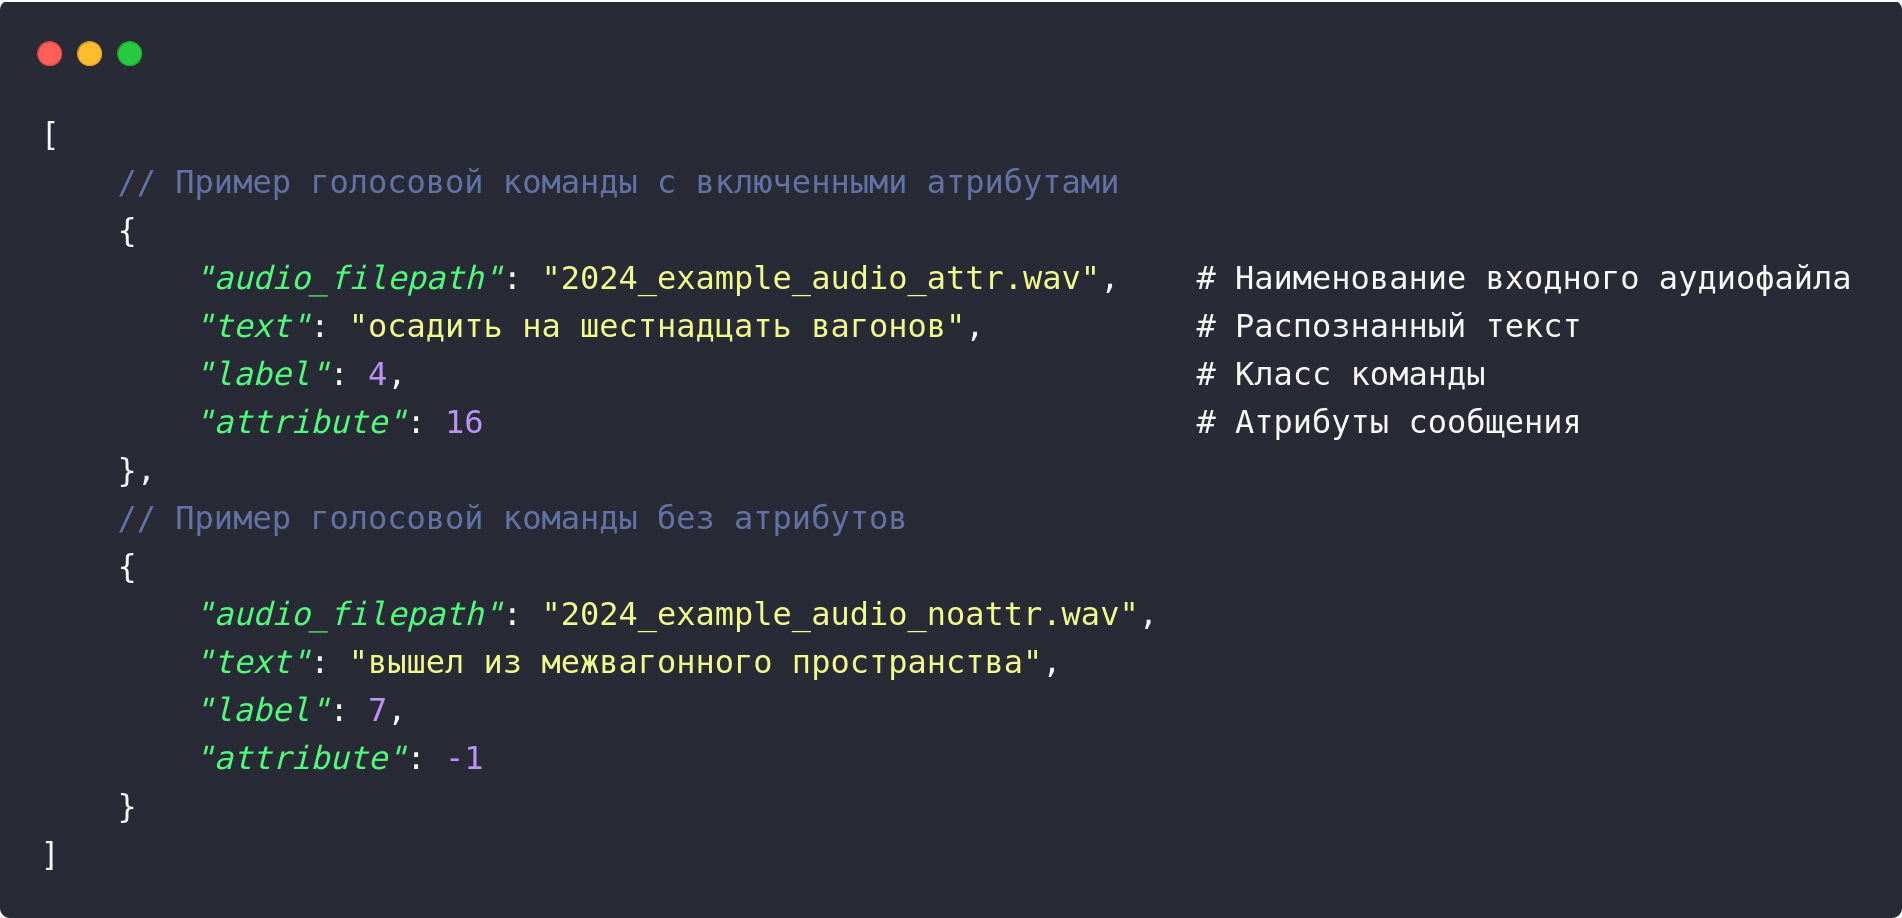 [
    // Пример голосовой команды с включенными атрибутами
    {
        "audio_filepath": "2024_example_audio_attr.wav",    # Наименование входного аудиофайла
        "text": "осадить на шестнадцать вагонов",           # Распознанный текст
        "label": 4,                                         # Класс команды
        "attribute": 16                                     # Атрибуты сообщения
    },
    // Пример голосовой команды без атрибутов
    {
        "audio_filepath": "2024_example_audio_noattr.wav",
        "text": "вышел из межвагонного пространства",
        "label": 7,
        "attribute": -1
    }
]